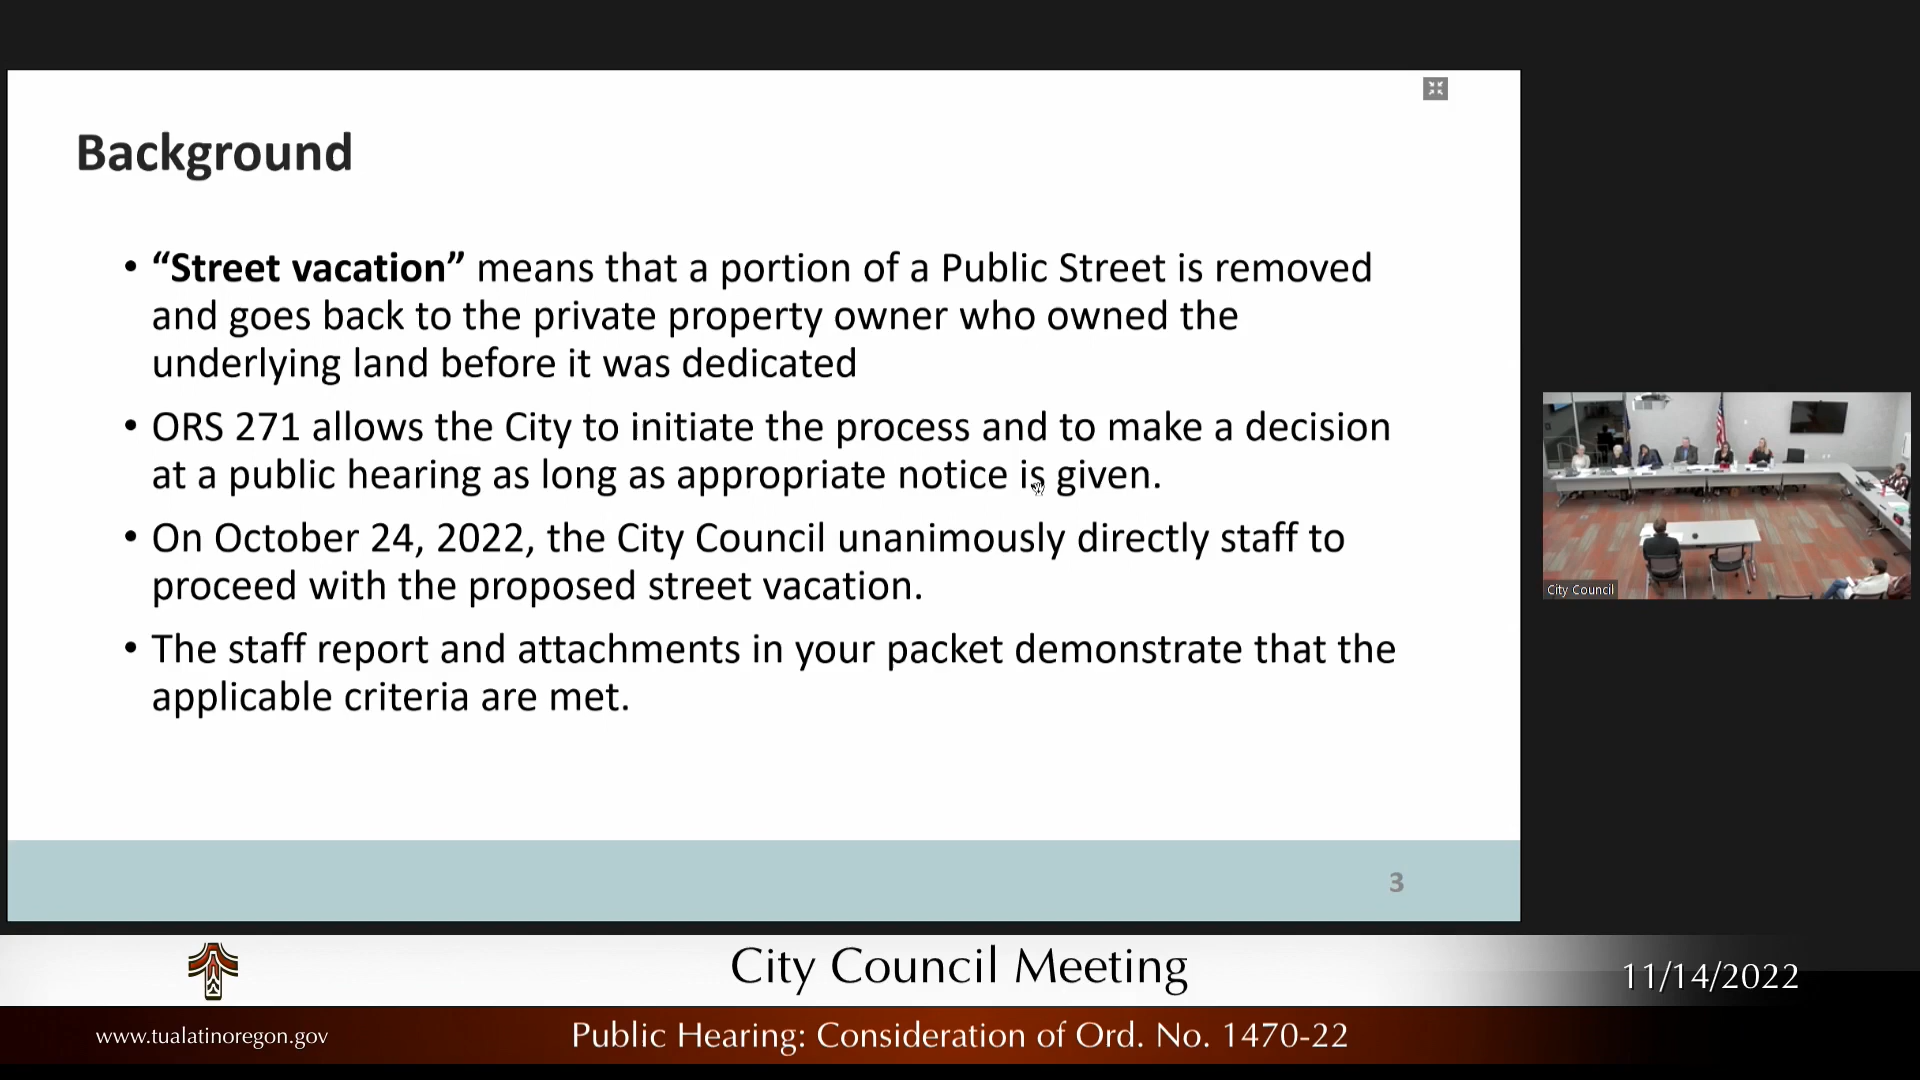 Background
• “Street vacation” means that a portion of a Public Street is removed
and goes back to the private property owner who owned the
underlying land before it was dedicated
• ORS 271 allows the City to initiate the process and to make a decision
at a public hearing as long as appropriate notice is given.
• On October 24, 2022, the City Council unanimously directly staff to
proceed with the proposed street vacation.
• The staff report and attachments in your packet demonstrate that the
applicable criteria are met.
3
City Council
City Council Meeting
11/14/2022
www.tualatinoregon.gov
Public Hearing: Consideration of Ord. No. 1470-22